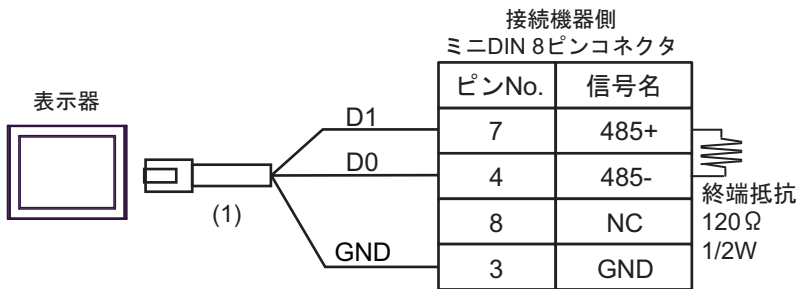 接続機器側
ミニDIN 8ピンコネクタ
表示器
ピンNo. 信号名
D1 7 485+
D0 4 485-
8 NC
GND 3 GND
(1)
終端抵抗
120Ω
1/2W